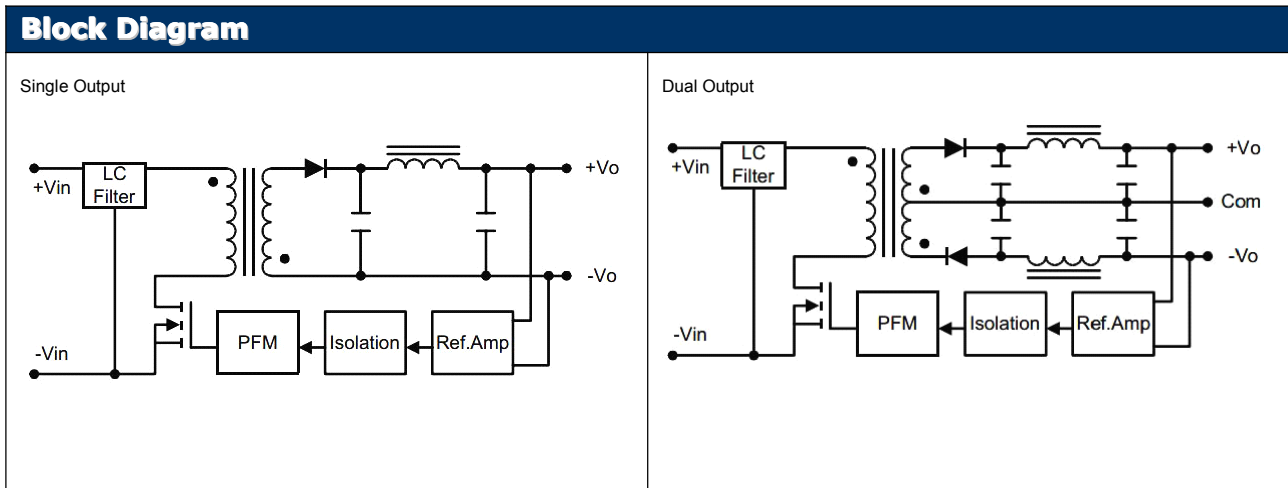 Block Diagram
Single Output
+Vin
LC
Filter
+Vo
-Vo
-Vin
PFM
Isolation
Ref.Amp
Dual Output
+Vin
LC
Filter
+Vo
Com
-Vo
-Vin
PFM
Isolation
Ref.Amp